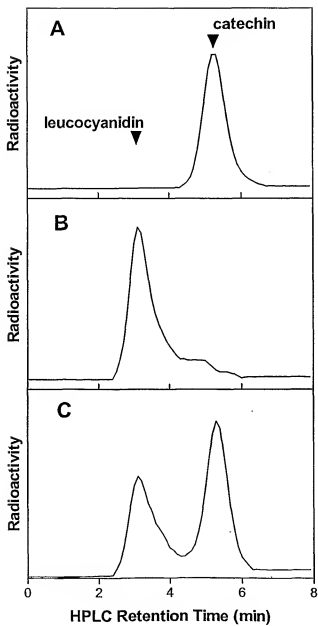 A
catechin
leucocyanidin
Radioactivity
B
Radioactivity
C
Radioactivity
0 2 4 6 8
HPLC Retention Time (min)